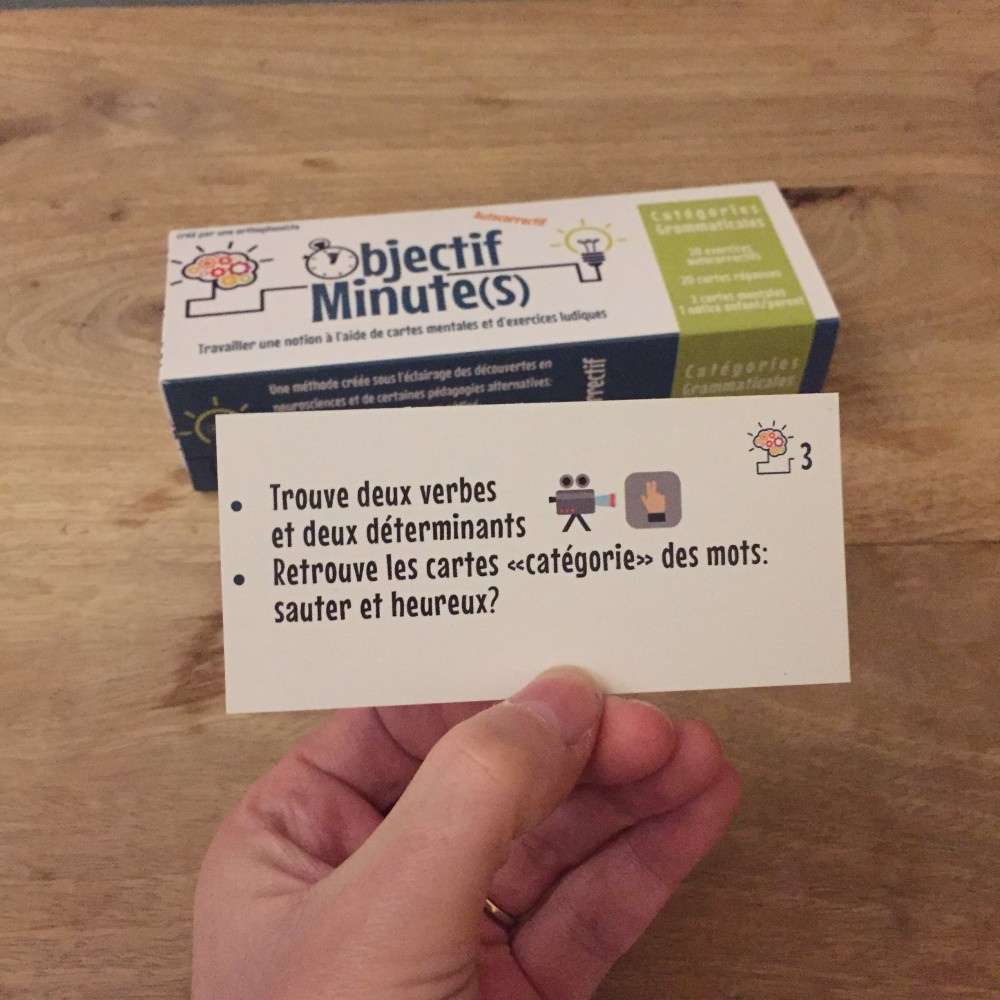 créé par une orthophoniste
Autocorrectif
Objectif
Minute(s)
Travailler une notion à l'aide de cartes mentales et d'exercices ludiques
Catégories
Grammaticales
20 exercices
autocorrectifs
20 cartes réponses
3 cartes mentales
1 notice enfant/parent
Une méthode créée sous l'éclairage des découvertes en
neurosciences et de certaines pédagogies alternatives:
Catégories
Grammaticales
3
• Trouve deux verbes
et deux déterminants
• Retrouve les cartes «catégorie» des mots:
sauter et heureux?